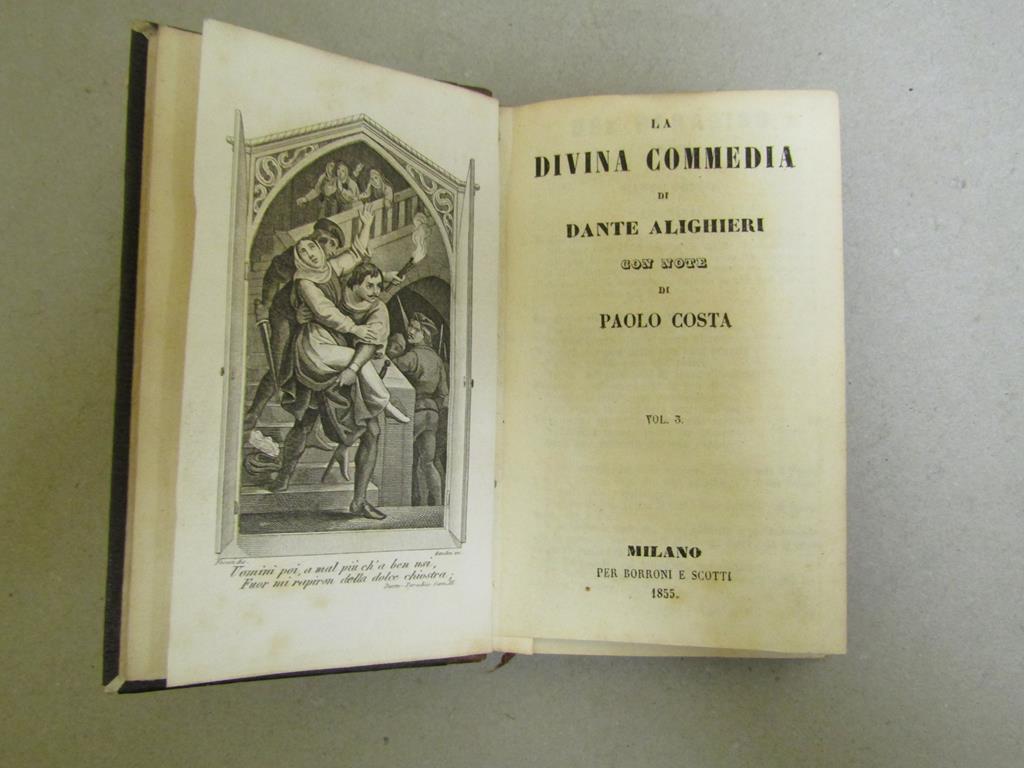 Uomini poi, a mal più ch'a ben usi,
Fuor mi rapiron della dolce chiostra;
LA
DIVINA COMMEDIA
DI
DANTE ALIGHIERI
CON NOTE
DI
PAOLO COSTA
VOL. 3.
MILANO
PER BORRONI E SCOTTI
1855.